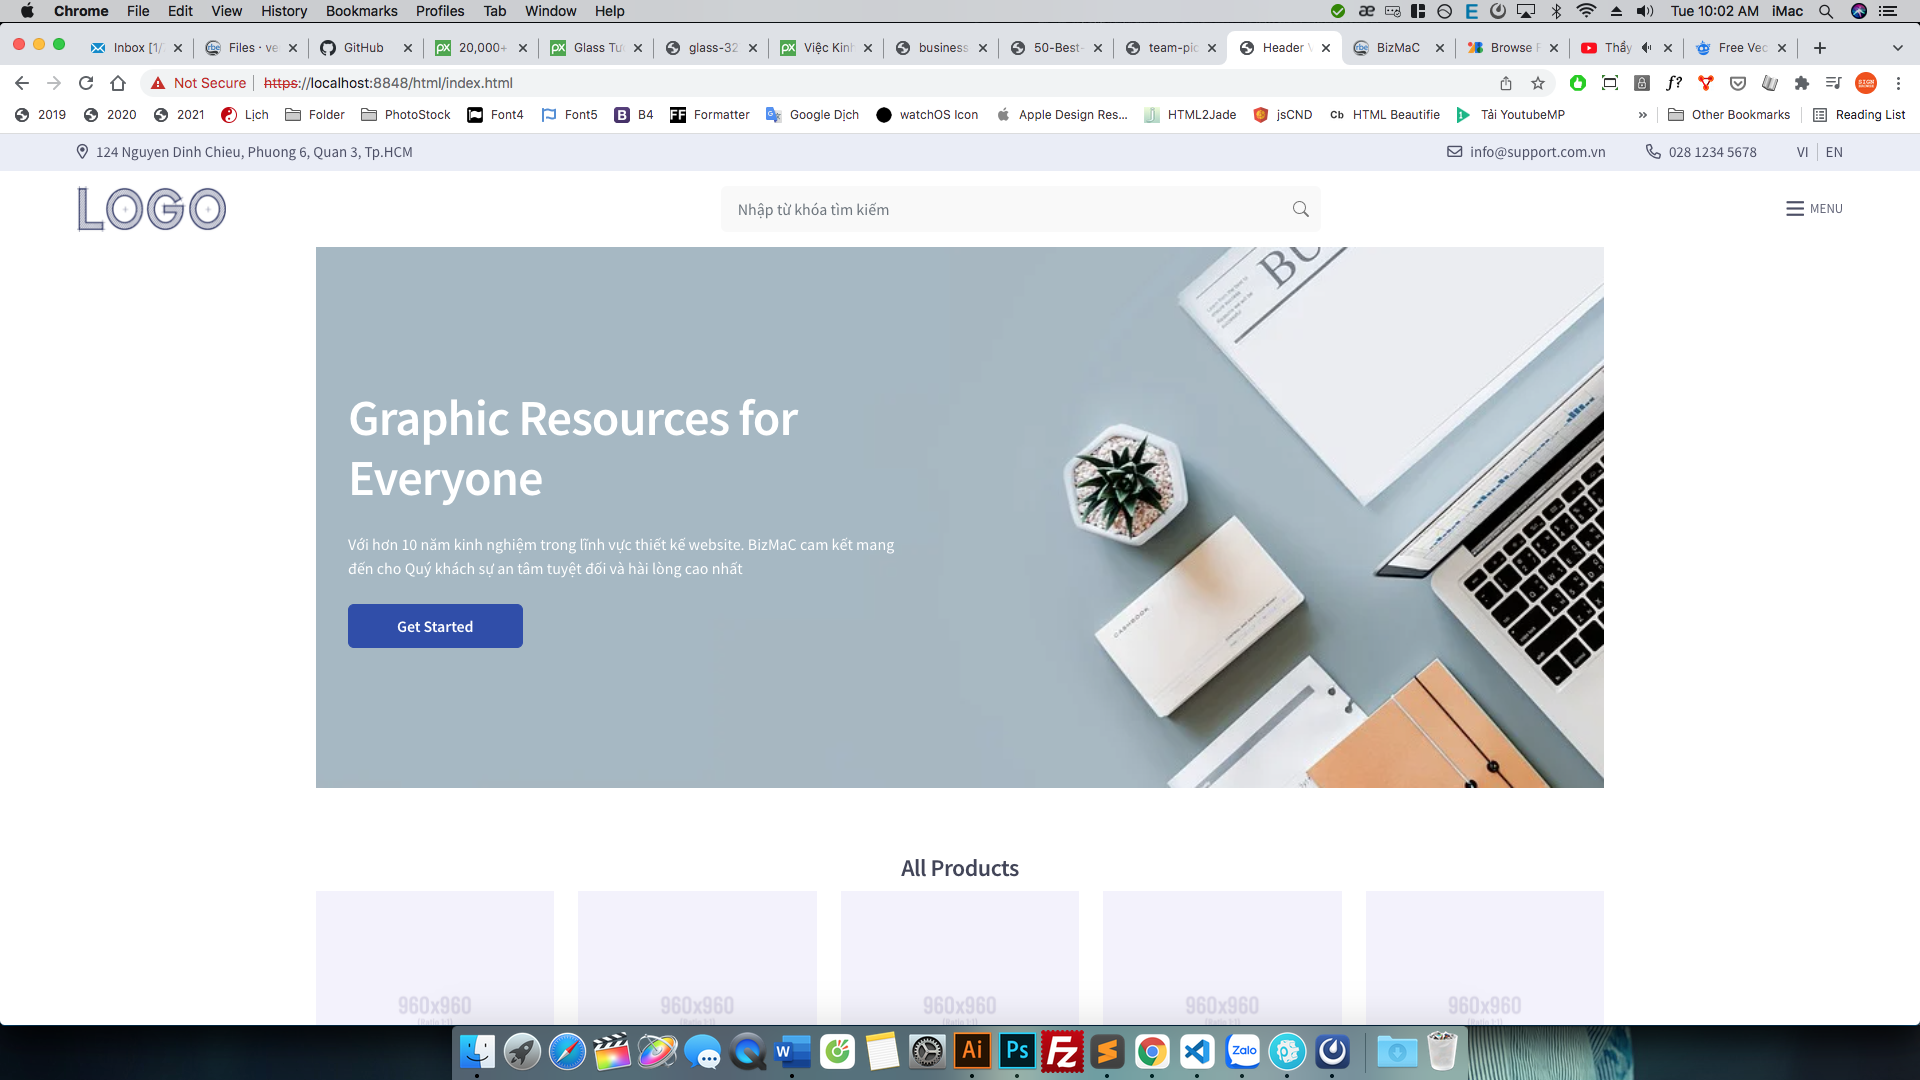 Chrome File Edit View History Bookmarks Profiles Tab Window Help Tue 10:02 AM iMac
Inbox [1/ Files · ve GitHub 20,000+ Glass Tu Việc Kinh business 50-Best- team-pic Header V BizMaC Browse F Thầy Free Vec
glass-32
Not Secure https://localhost:8848/html/index.html
2019 2020 2021 Lịch Folder PhotoStock Font4 Font5 B4 Formatter Google Dịch watchOS Icon Apple Design Res... HTML2Jade jsCND HTML Beautifie Tải YoutubeMP » Other Bookmarks Reading List
124 Nguyen Dinh Chieu, Phuong 6, Quan 3, Tp.HCM info@support.com.vn 028 1234 5678 VI EN
LOGO Nhập từ khóa tìm kiếm MENU
Graphic Resources for
Everyone
Với hơn 10 năm kinh nghiệm trong lĩnh vực thiết kế website. BizMaC cam kết mang
đến cho Quý khách sự an tâm tuyệt đối và hài lòng cao nhất
Get Started
CASHBOOK
All Products
960x960 960x960 960x960 960x960 960x960